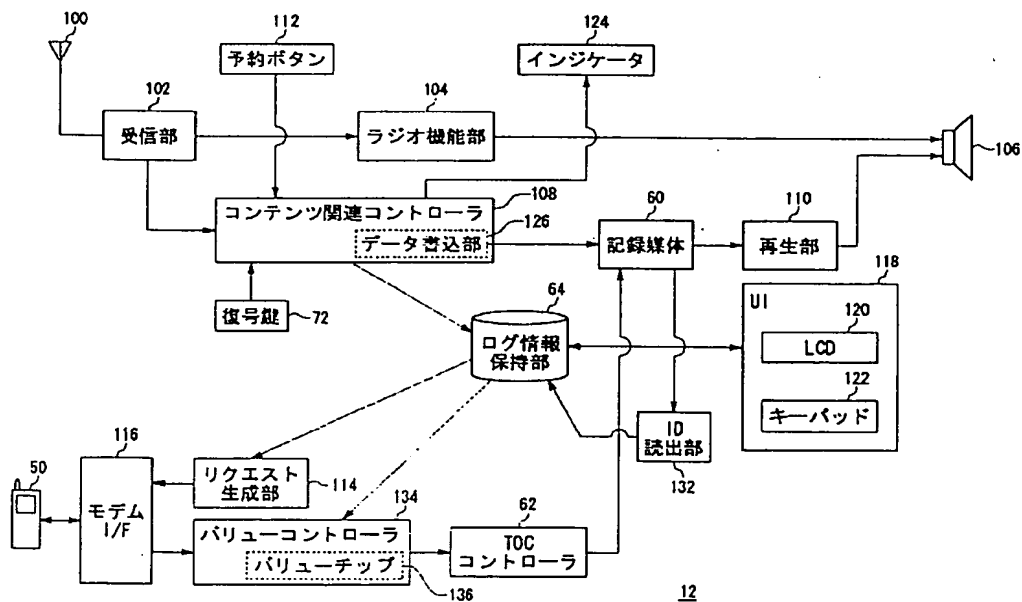 100
112
予約ボタン
124
インジケータ
102
受信部
104
ラジオ機能部
106
コンテンツ関連コントローラ
108
126
データ書込部
60
記録媒体
110
再生部
118
UI
120
LCD
122
キーパッド
復号鍵
72
64
ログ情報
保持部
ID
読出部
132
50
116
モデム
I/F
リクエスト
生成部
114
134
バリューコントローラ
バリューチップ
136
62
TOC
コントローラ
12